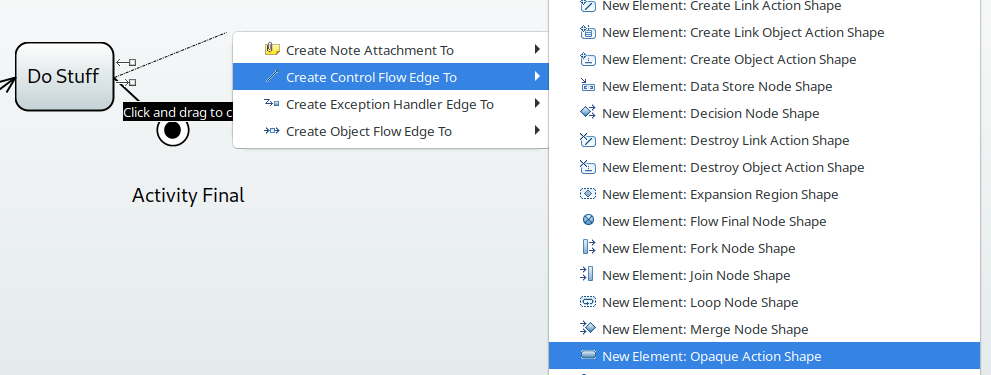 Do Stuff
Click and drag to c
Activity Final
Create Note Attachment To
Create Control Flow Edge To
Create Exception Handler Edge To
Create Object Flow Edge To
New Element: Create Link Action Shape
New Element: Create Link Object Action Shape
New Element: Create Object Action Shape
New Element: Data Store Node Shape
New Element: Decision Node Shape
New Element: Destroy Link Action Shape
New Element: Destroy Object Action Shape
New Element: Expansion Region Shape
New Element: Flow Final Node Shape
New Element: Fork Node Shape
New Element: Join Node Shape
New Element: Loop Node Shape
New Element: Merge Node Shape
New Element: Opaque Action Shape